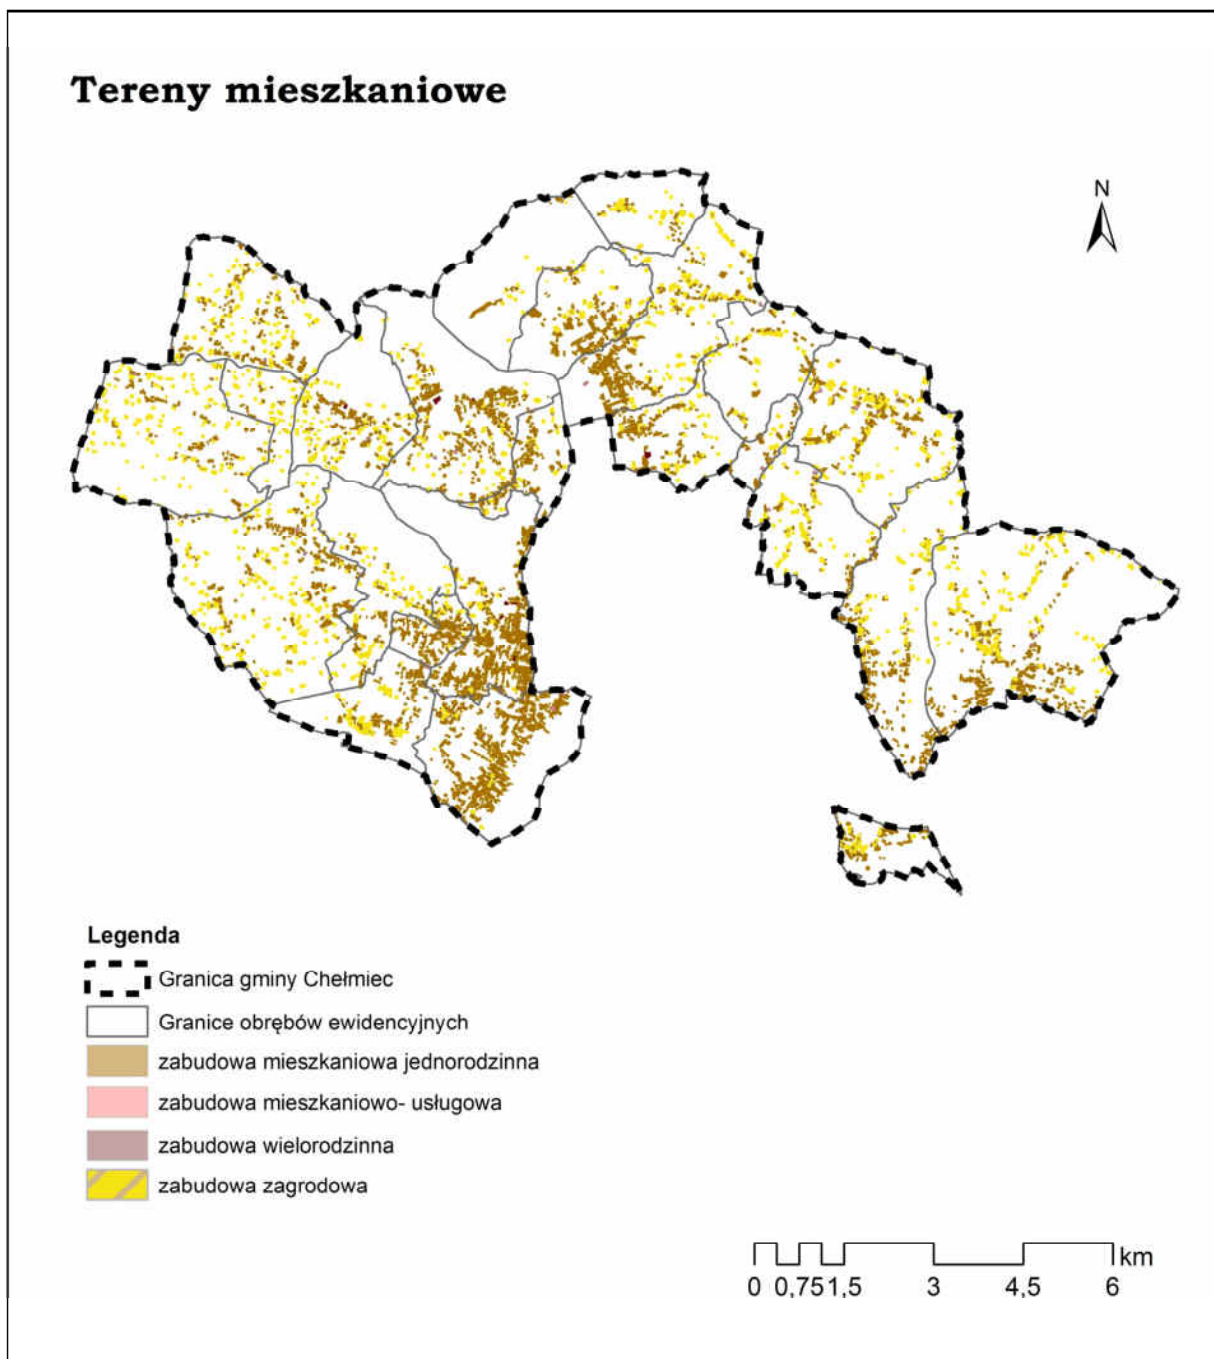 Tereny mieszkaniowe
N
Legenda
Granica gminy Chełmiec
Granice obrębów ewidencyjnych
zabudowa mieszkaniowa jednorodzinna
zabudowa mieszkaniowo- usługowa
zabudowa wielorodzinna
zabudowa zagrodowa
km
0 0,75 1,5 3 4,5 6